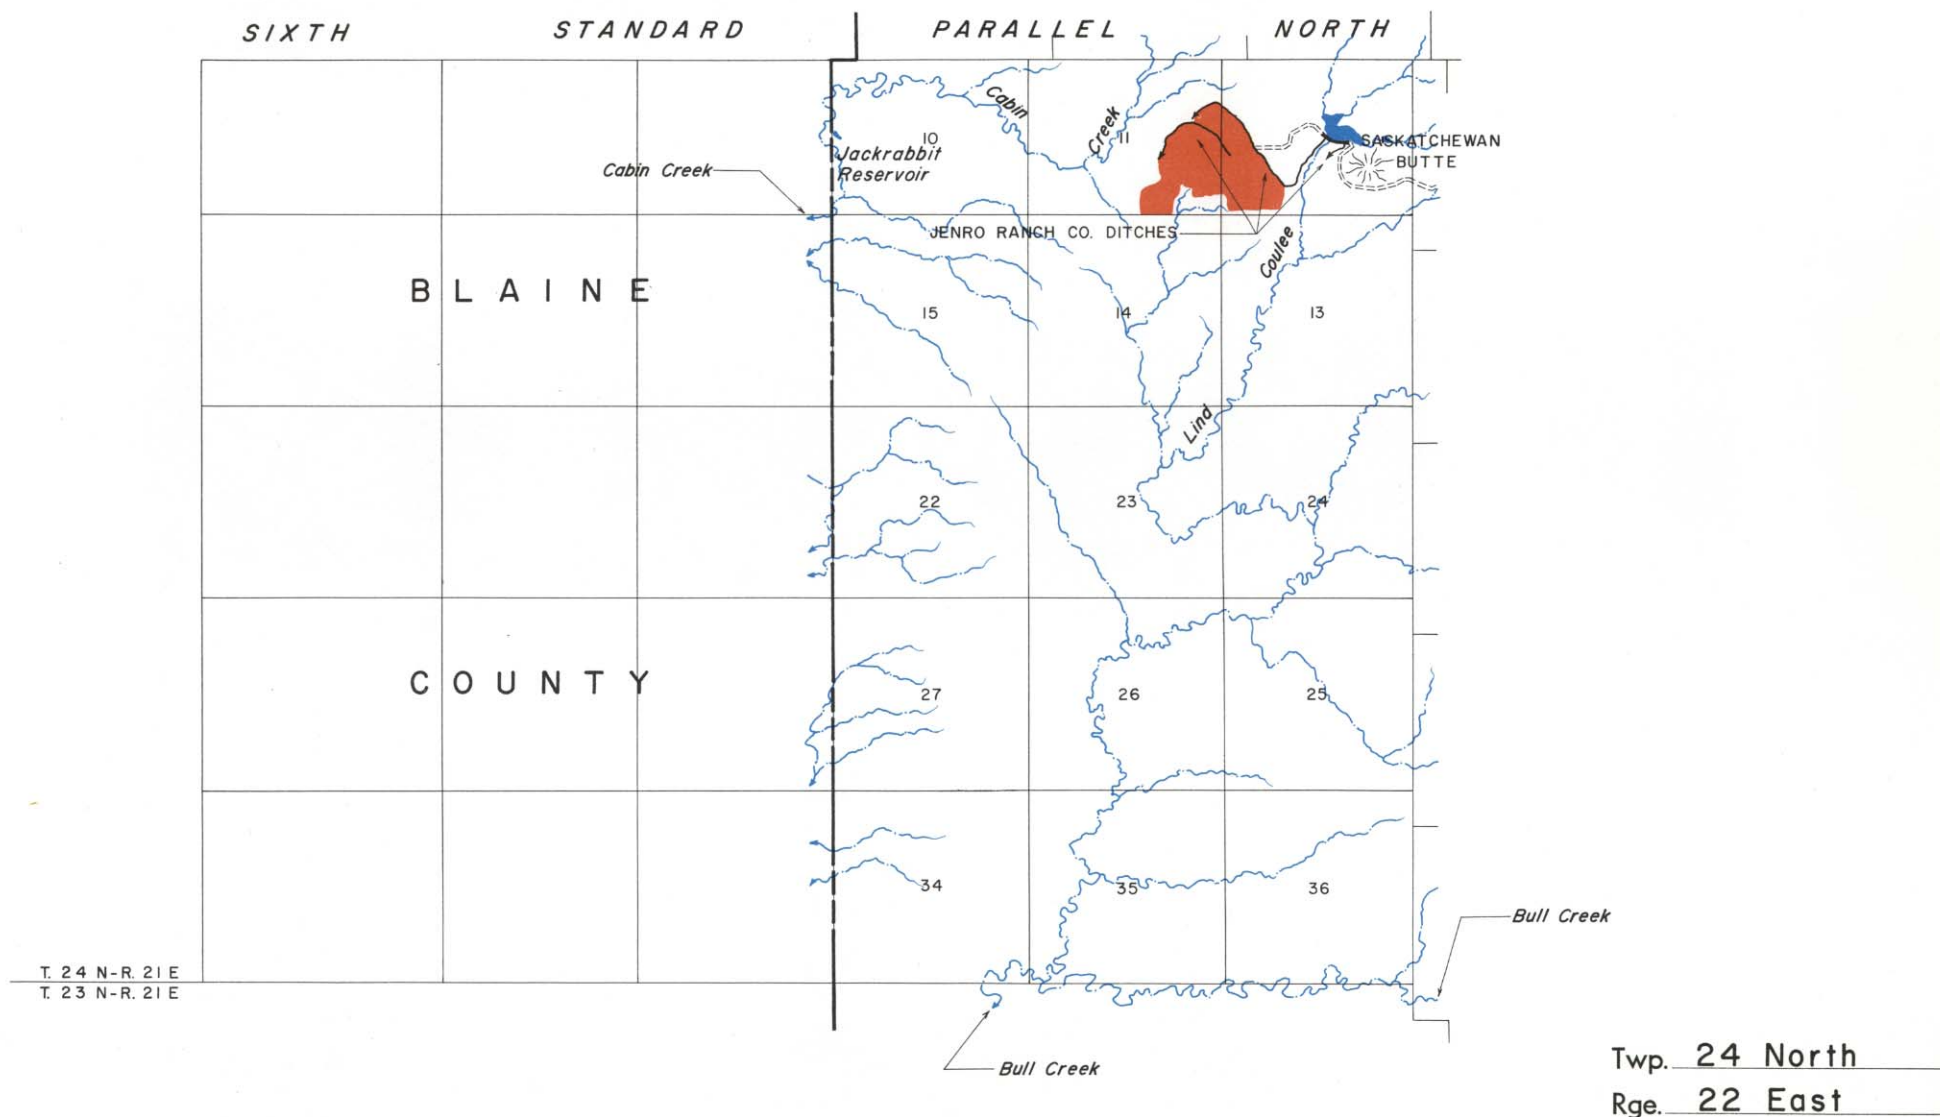 SIXTH STANDARD PARALLEL NORTH
Cabin
Creek
10
11
SASKATCHEWAN
BUTTE
Jackrabbit
Reservoir
Cabin Creek
JENRO RANCH CO. DITCHES
Coulee
BLAINE
15
14
13
Lind
22
23
24
COUNTY
27
26
25
34
35
36
Bull Creek
T. 24 N-R. 21 E
T. 23 N-R. 21 E
Bull Creek
Twp. 24 North
Rge. 22 East